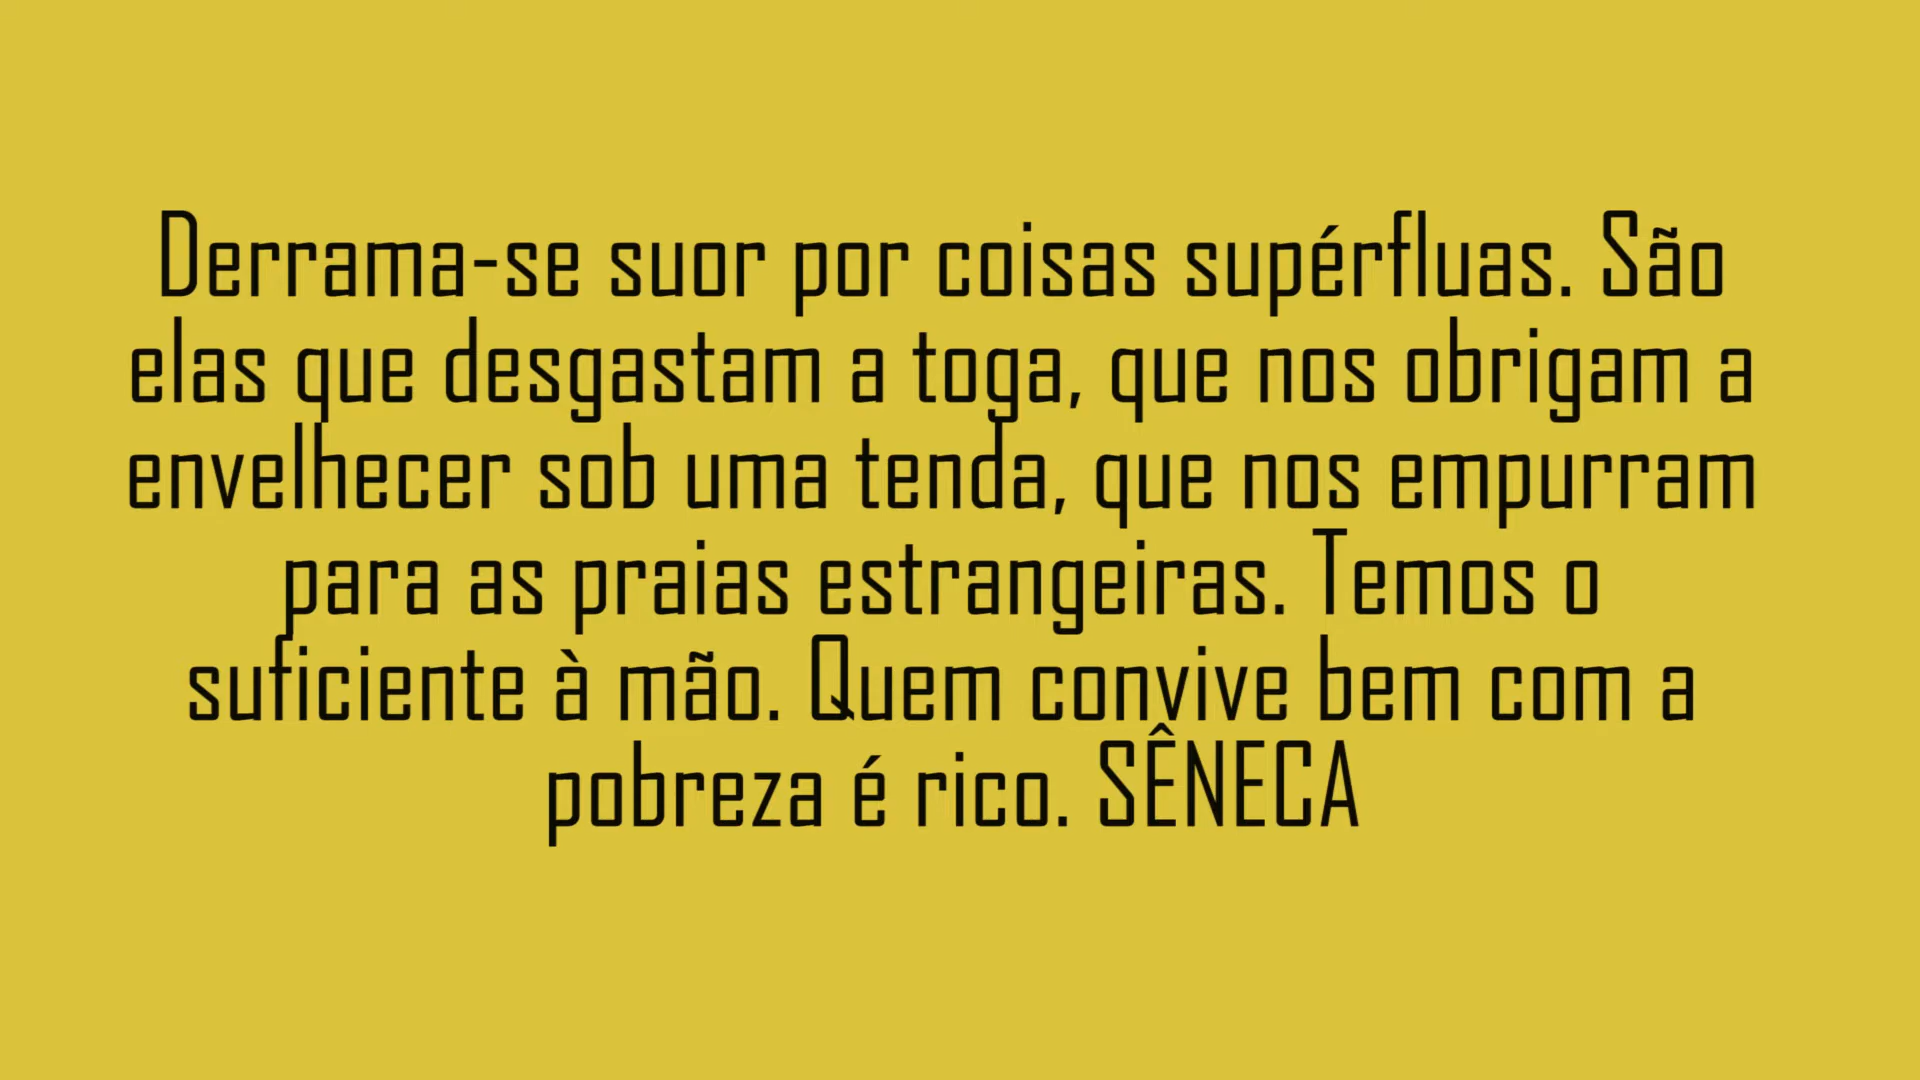 Derrama-se suor por coisas supérfluas. São
elas que desgastam a toga, que nos obrigam a
envelhecer sob uma tenda, que nos empurram
para as praias estrangeiras. Temos o
suficiente à mão. Quem convive bem com a
pobreza é rico. SÊNECA